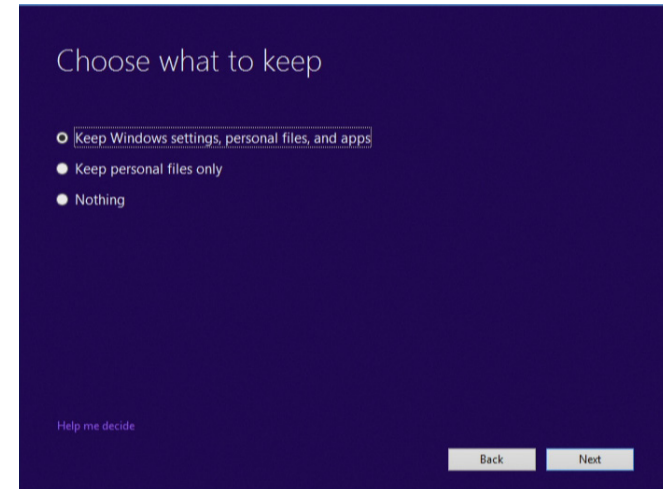 Choose what to keep
Keep Windows settings, personal files, and apps
Keep personal files only
Nothing
Help me decide
Back
Next